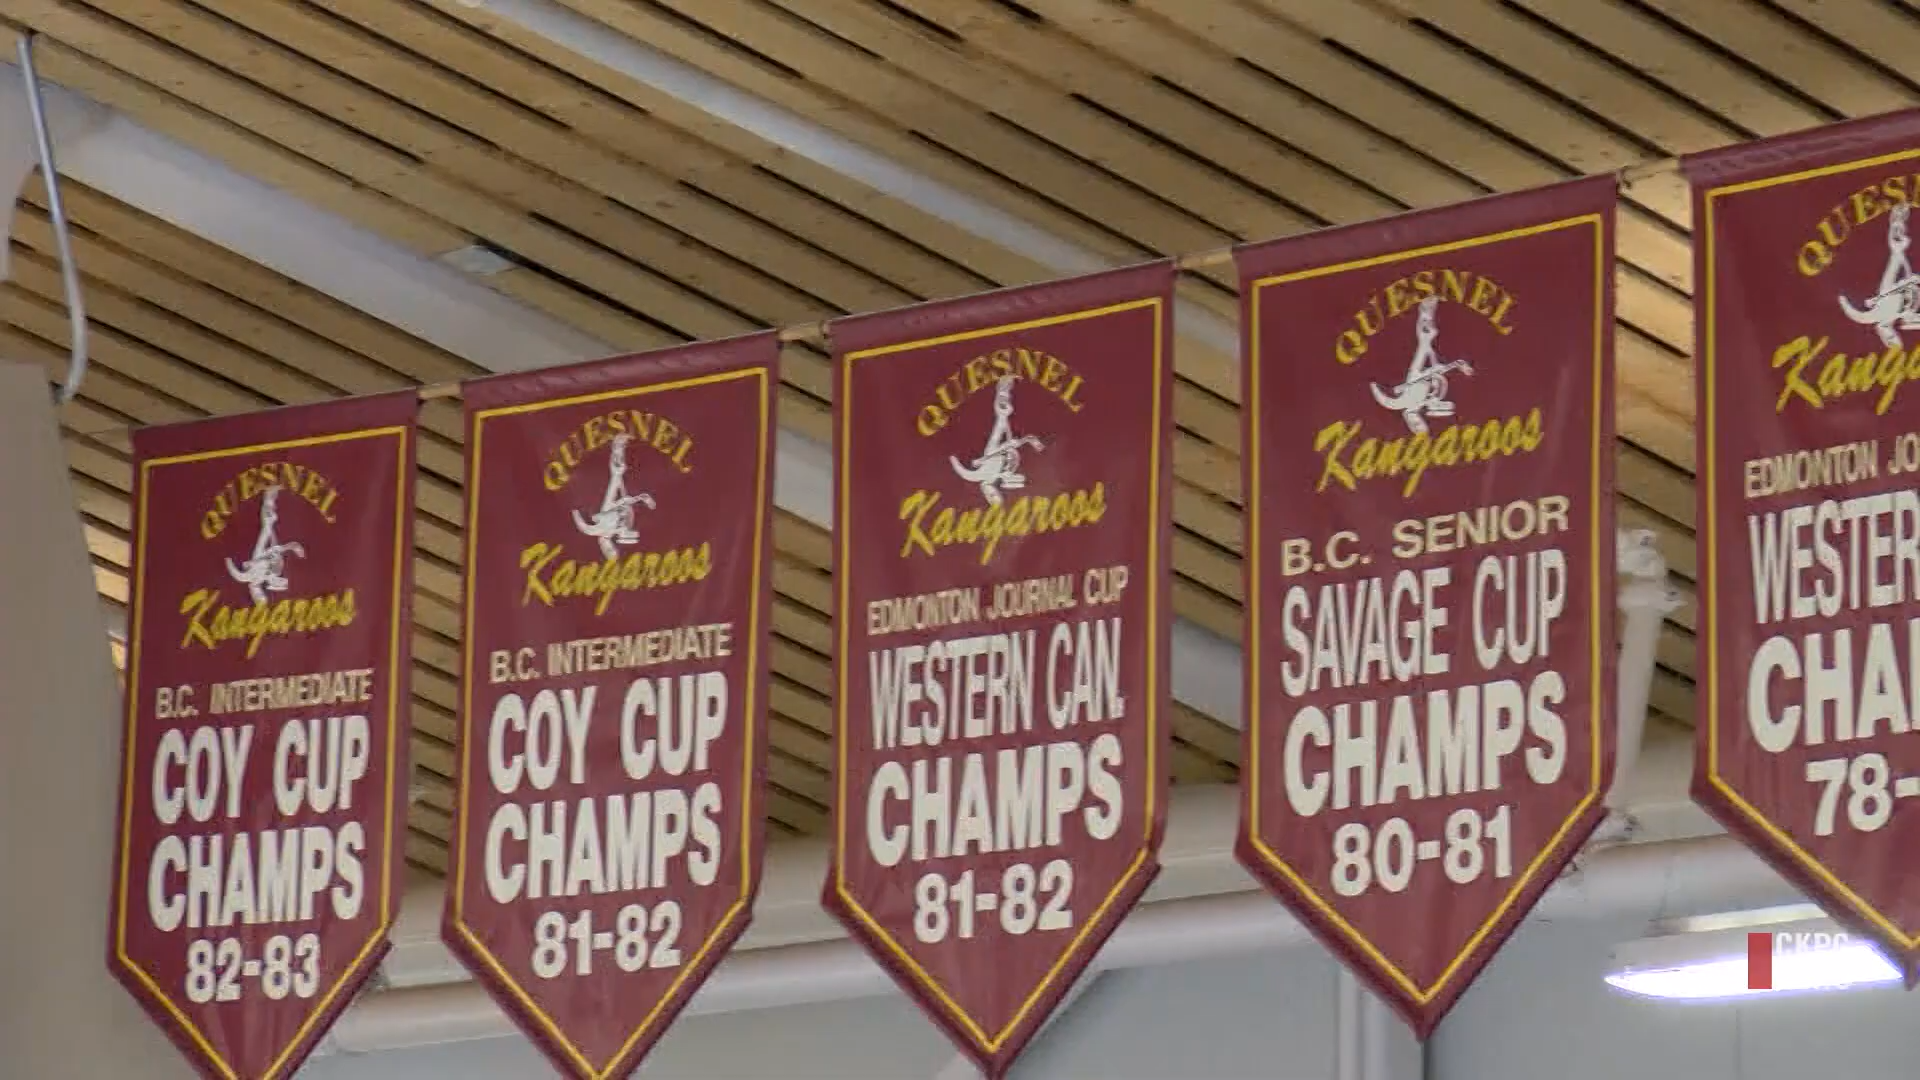 QUESNEL
Kangaroos
B.C. INTERMEDIATE
COY CUP
CHAMPS
82-83
QUESNEL
Kangaroos
B.C. INTERMEDIATE
COY CUP
CHAMPS
81-82
QUESNEL
Kangaroos
EDMONTON JOURNAL CUP
WESTERN CAN.
CHAMPS
81-82
QUESNEL
Kangaroos
B.C. SENIOR
SAVAGE CUP
CHAMPS
80-81
QUESN
Kanga
EDMONTON JO
WESTER
CHA
78-
CKPG